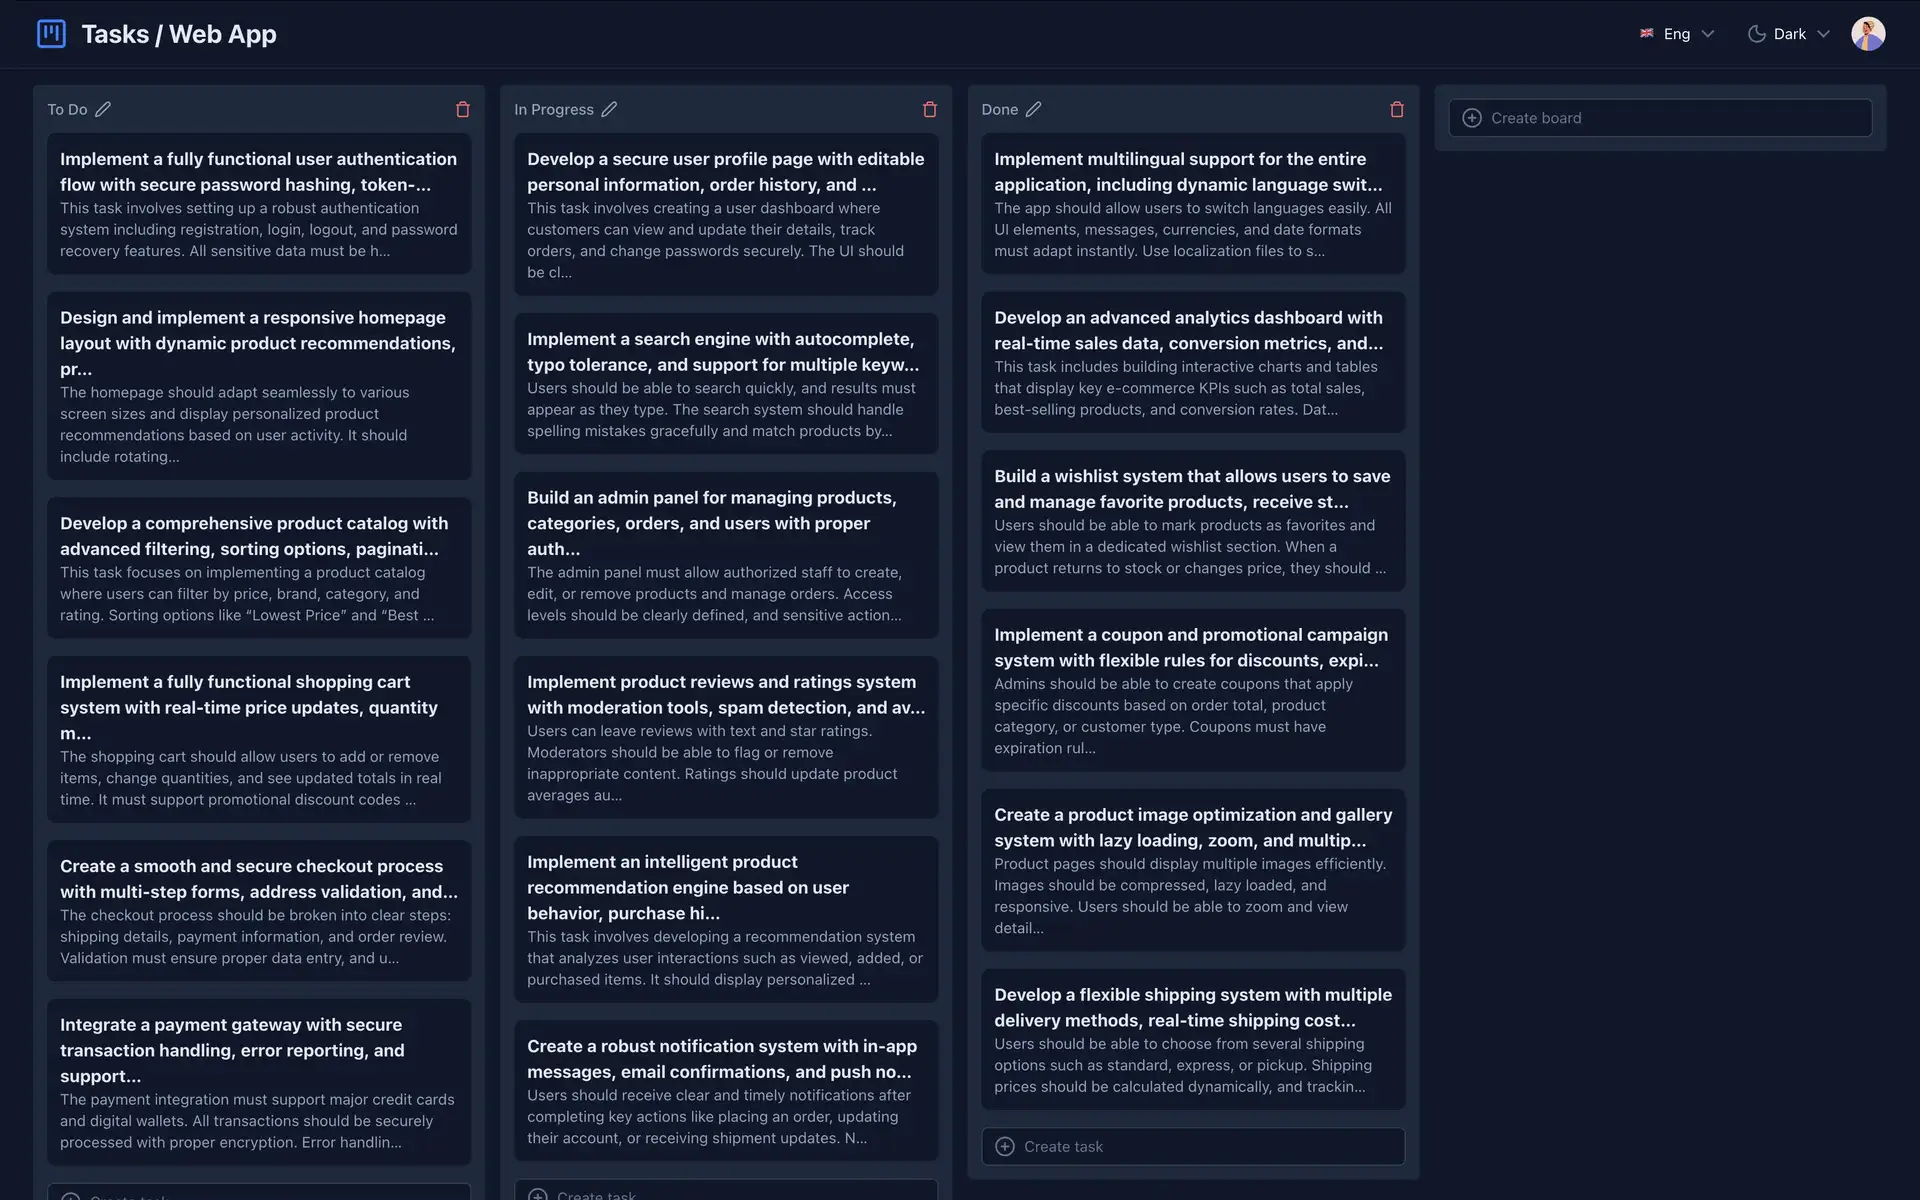 Tasks / Web App
Eng
Dark
To Do
Implement a fully functional user authentication
flow with secure password hashing, token-...
This task involves setting up a robust authentication
system including registration, login, logout, and password
recovery features. All sensitive data must be h...
Design and implement a responsive homepage
layout with dynamic product recommendations,
pr...
The homepage should adapt seamlessly to various
screen sizes and display personalized product
recommendations based on user activity. It should
include rotating...
Develop a comprehensive product catalog with
advanced filtering, sorting options, paginati...
This task focuses on implementing a product catalog
where users can filter by price, brand, category, and
rating. Sorting options like “Lowest Price” and “Best ...
Implement a fully functional shopping cart
system with real-time price updates, quantity
m...
The shopping cart should allow users to add or remove
items, change quantities, and see updated totals in real
time. It must support promotional discount codes ...
Create a smooth and secure checkout process
with multi-step forms, address validation, and...
The checkout process should be broken into clear steps:
shipping details, payment information, and order review.
Validation must ensure proper data entry, and u...
Integrate a payment gateway with secure
transaction handling, error reporting, and
support...
The payment integration must support major credit cards
and digital wallets. All transactions should be securely
processed with proper encryption. Error handlin...
Create task
In Progress
Develop a secure user profile page with editable
personal information, order history, and ...
This task involves creating a user dashboard where
customers can view and update their details, track
orders, and change passwords securely. The UI should
be cl...
Implement a search engine with autocomplete,
typo tolerance, and support for multiple keyw...
Users should be able to search quickly, and results must
appear as they type. The search system should handle
spelling mistakes gracefully and match products by...
Build an admin panel for managing products,
categories, orders, and users with proper
auth...
The admin panel must allow authorized staff to create,
edit, or remove products and manage orders. Access
levels should be clearly defined, and sensitive action...
Implement product reviews and ratings system
with moderation tools, spam detection, and av...
Users can leave reviews with text and star ratings.
Moderators should be able to flag or remove
inappropriate content. Ratings should update product
averages au...
Implement an intelligent product
recommendation engine based on user
behavior, purchase hi...
This task involves developing a recommendation system
that analyzes user interactions such as viewed, added, or
purchased items. It should display personalized ...
Create a robust notification system with in-app
messages, email confirmations, and push no...
Users should receive clear and timely notifications after
completing key actions like placing an order, updating
their account, or receiving shipment updates. N...
Create task
Done
Implement multilingual support for the entire
application, including dynamic language swit...
The app should allow users to switch languages easily. All
UI elements, messages, currencies, and date formats
must adapt instantly. Use localization files to s...
Develop an advanced analytics dashboard with
real-time sales data, conversion metrics, and...
This task includes building interactive charts and tables
that display key e-commerce KPIs such as total sales,
best-selling products, and conversion rates. Dat...
Build a wishlist system that allows users to save
and manage favorite products, receive st...
Users should be able to mark products as favorites and
view them in a dedicated wishlist section. When a
product returns to stock or changes price, they should ...
Implement a coupon and promotional campaign
system with flexible rules for discounts, expi...
Admins should be able to create coupons that apply
specific discounts based on order total, product
category, or customer type. Coupons must have
expiration rul...
Create a product image optimization and gallery
system with lazy loading, zoom, and multip...
Product pages should display multiple images efficiently.
Images should be compressed, lazy loaded, and
responsive. Users should be able to zoom and view
detail...
Develop a flexible shipping system with multiple
delivery methods, real-time shipping cost...
Users should be able to choose from several shipping
options such as standard, express, or pickup. Shipping
prices should be calculated dynamically, and trackin...
Create task
Create board